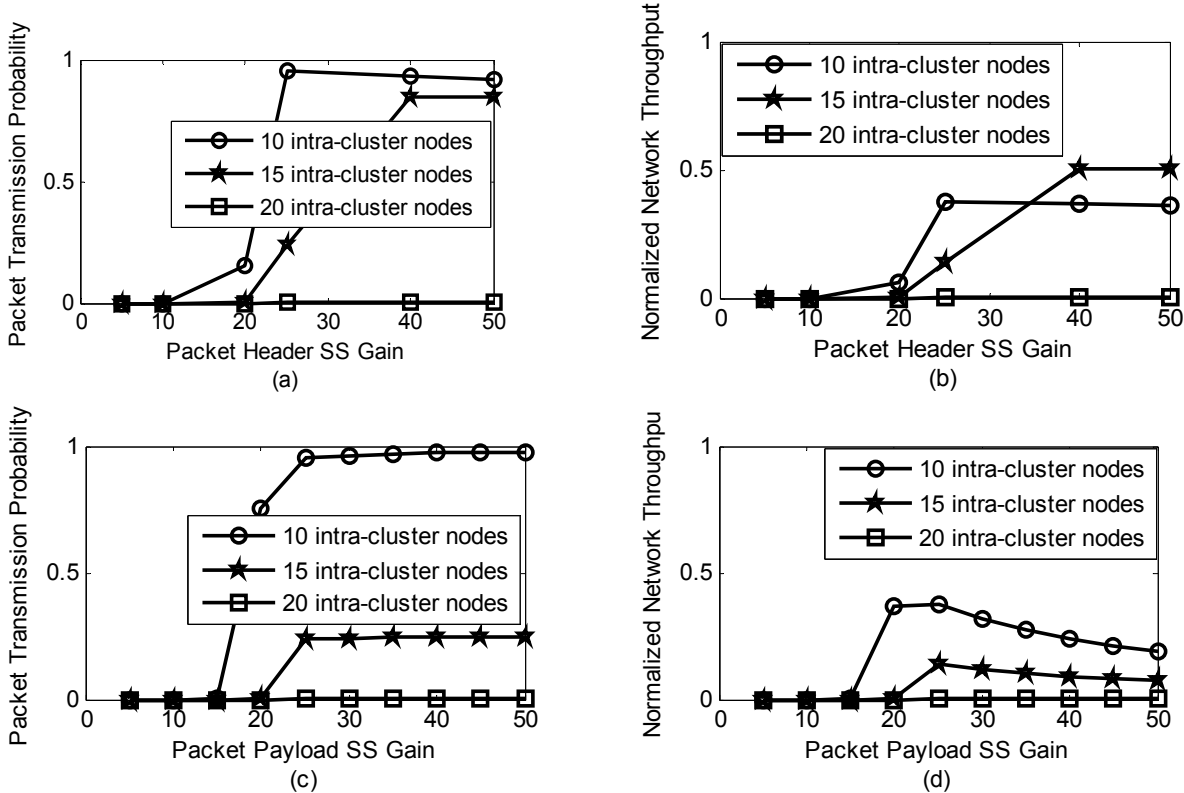 Packet Transmission Probability
1
0.5
0
10 intra-cluster nodes
15 intra-cluster nodes
20 intra-cluster nodes
0 10 20 30 40 50
Packet Header SS Gain
(a)
Normalized Network Throughput
1
0.5
0
10 intra-cluster nodes
15 intra-cluster nodes
20 intra-cluster nodes
0 10 20 30 40 50
Packet Header SS Gain
(b)
Packet Transmission Probability
1
0.5
0
10 intra-cluster nodes
15 intra-cluster nodes
20 intra-cluster nodes
0 10 20 30 40 50
Packet Payload SS Gain
(c)
Normalized Network Throughpu
1
0.5
0
10 intra-cluster nodes
15 intra-cluster nodes
20 intra-cluster nodes
0 10 20 30 40 50
Packet Payload SS Gain
(d)